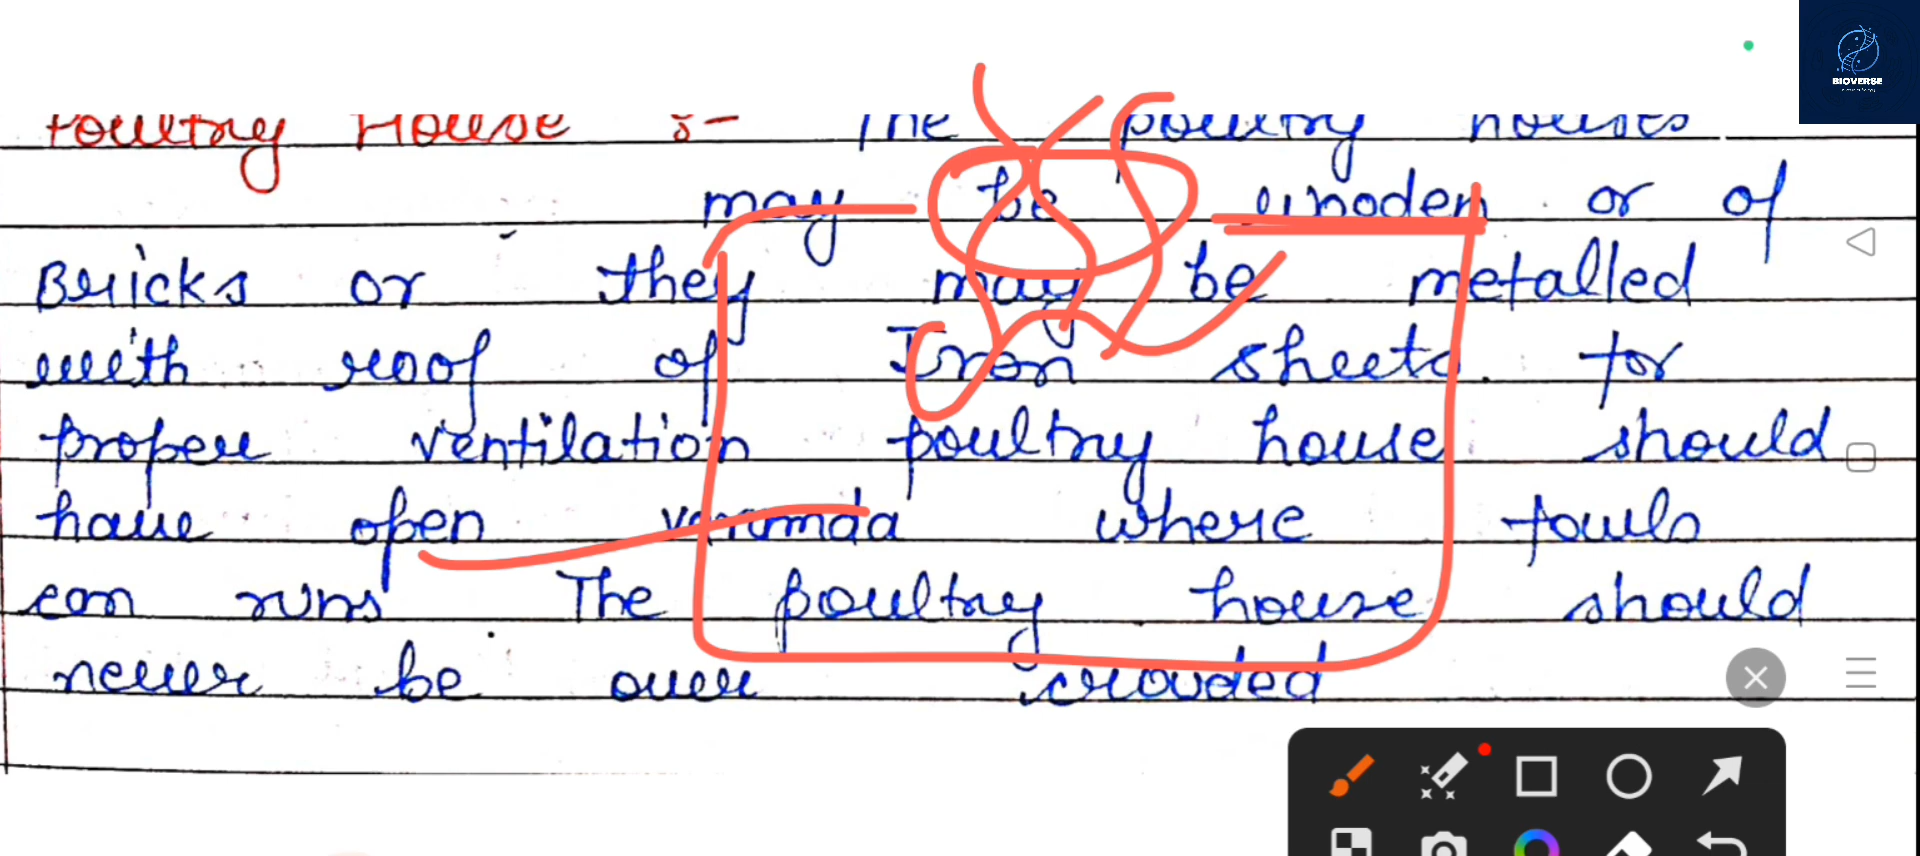 Poultry House :- The poultry houses
may be wooden or of
Bricks or they may be metalled
with roof of Iron sheets. for
proper ventilation poultry house should
have open veramda where fowls
can runs The poultry house should
never be over crowded
BIOVERSE